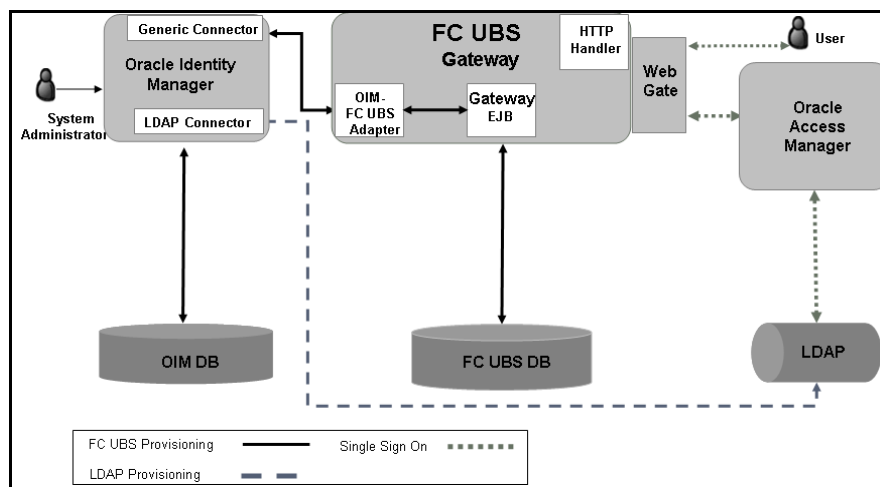 Generic Connector
Oracle Identity
Manager
LDAP Connector
System
Administrator
FC UBS
Gateway
HTTP
Handler
OIM-
FC UBS
Adapter
Gateway
EJB
Web
Gate
User
Oracle
Access
Manager
OIM DB
FC UBS DB
LDAP
FC UBS Provisioning
Single Sign On
LDAP Provisioning